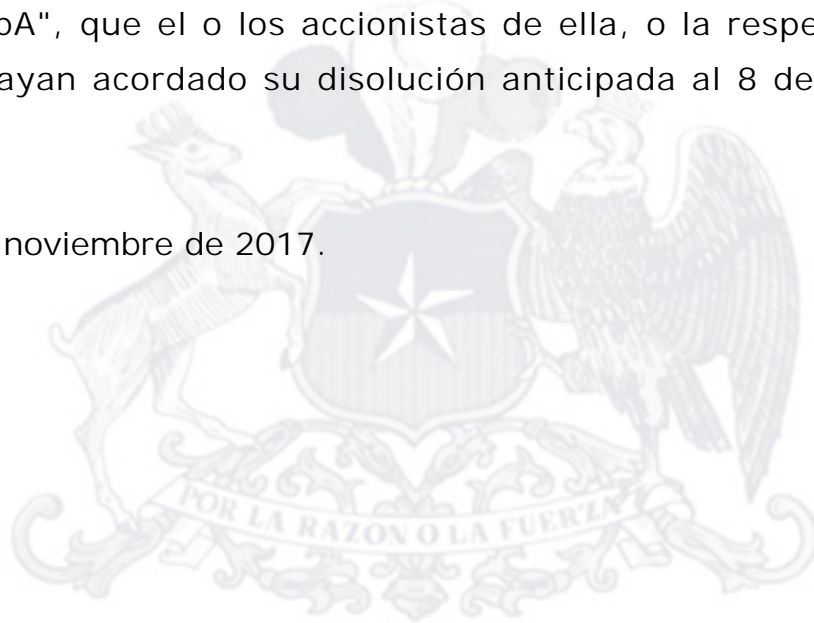 pA", que el o los accionistas de ella, o la respe
ayan acordado su disolución anticipada al 8 de
noviembre de 2017.
POR LA RAZON O LA FUERZA